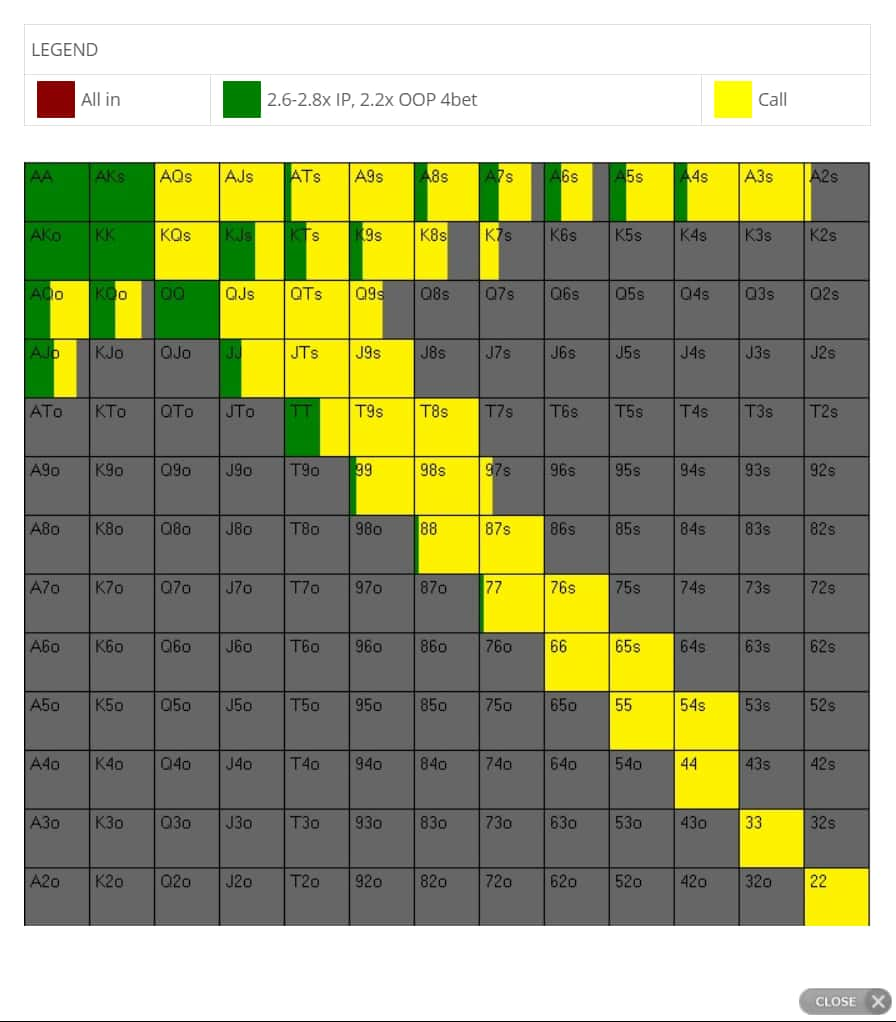 LEGEND
All in 2.6-2.8x IP, 2.2x OOP 4bet Call
AA AKs AQs AJs ATs A9s A8s A7s A6s A5s A4s A3s A2s
AKo KK KQs KJs KTs K9s K8s K7s K6s K5s K4s K3s K2s
AQo KQo QQ QJs QTs Q9s Q8s Q7s Q6s Q5s Q4s Q3s Q2s
AJo KJo QJo JJ JTs J9s J8s J7s J6s J5s J4s J3s J2s
ATo KTo QTo JTo TT T9s T8s T7s T6s T5s T4s T3s T2s
A9o K9o Q9o J9o T9o 99 98s 97s 96s 95s 94s 93s 92s
A8o K8o Q8o J8o T8o 98o 88 87s 86s 85s 84s 83s 82s
A7o K7o Q7o J7o T7o 97o 87o 77 76s 75s 74s 73s 72s
A6o K6o Q6o J6o T6o 96o 86o 76o 66 65s 64s 63s 62s
A5o K5o Q5o J5o T5o 95o 85o 75o 65o 55 54s 53s 52s
A4o K4o Q4o J4o T4o 94o 84o 74o 64o 54o 44 43s 42s
A3o K3o Q3o J3o T3o 93o 83o 73o 63o 53o 43o 33 32s
A2o K2o Q2o J2o T2o 92o 82o 72o 62o 52o 42o 32o 22
CLOSE